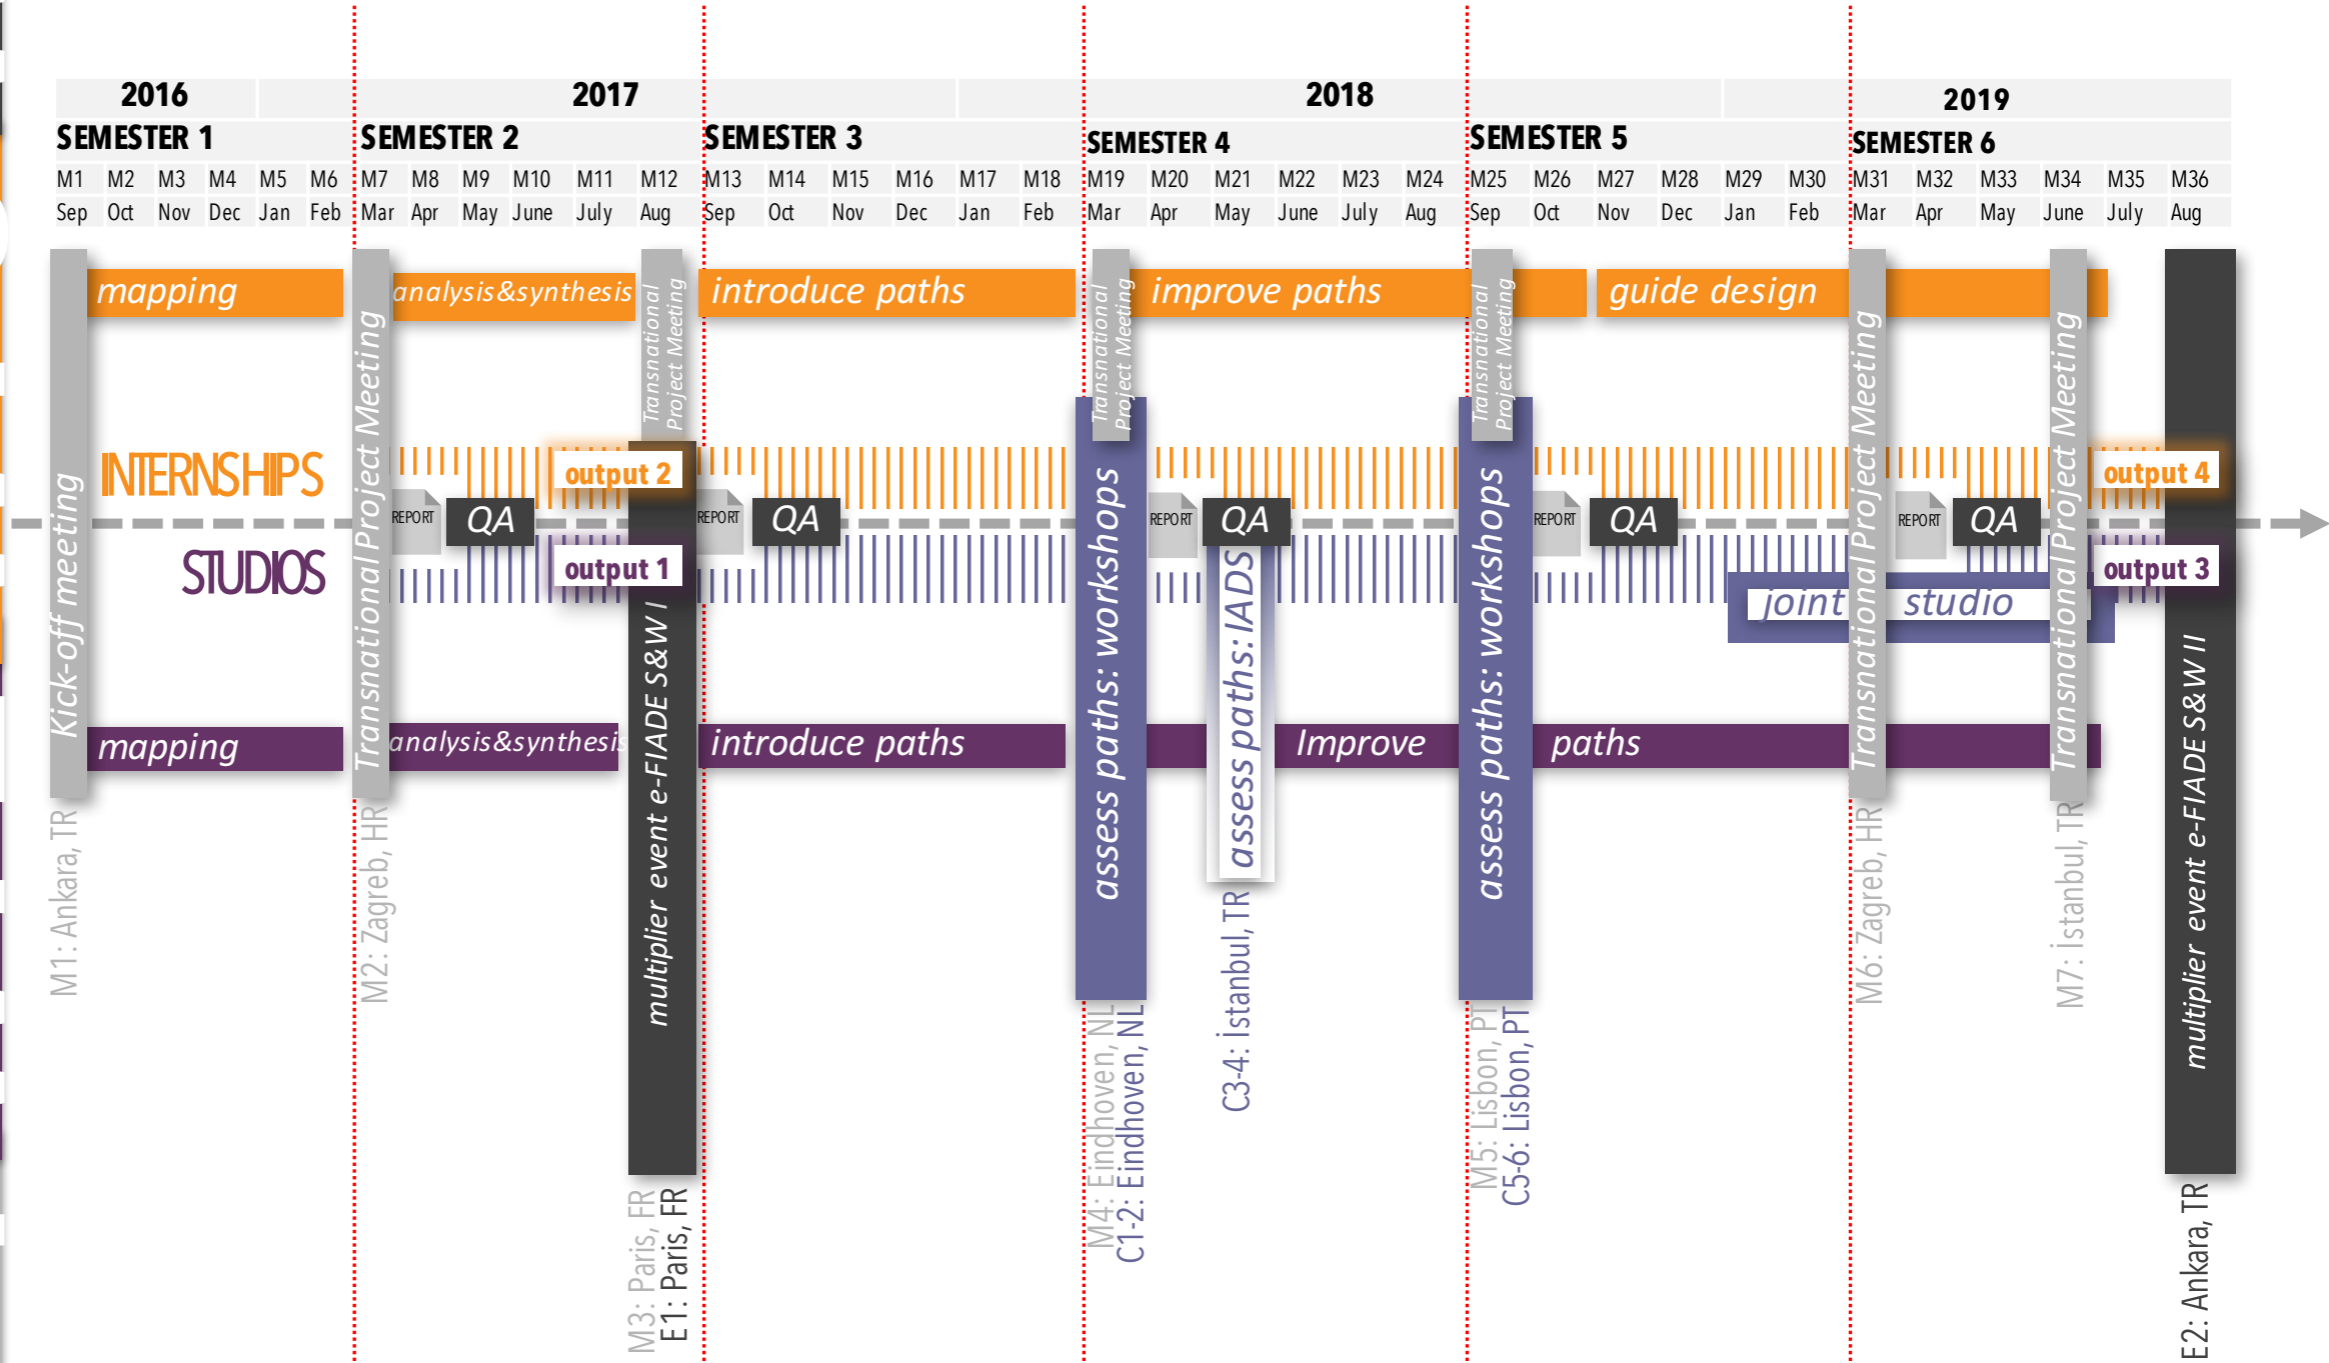 2016 2017 2018 2019
SEMESTER 1 SEMESTER 2 SEMESTER 3 SEMESTER 4 SEMESTER 5 SEMESTER 6
M1 M2 M3 M4 M5 M6 M7 M8 M9 M10 M11 M12 M13 M14 M15 M16 M17 M18 M19 M20 M21 M22 M23 M24 M25 M26 M27 M28 M29 M30 M31 M32 M33 M34 M35 M36
Sep Oct Nov Dec Jan Feb Mar Apr May June July Aug Sep Oct Nov Dec Jan Feb Mar Apr May June July Aug Sep Oct Nov Dec Jan Feb Mar Apr May June July Aug
mapping analysis&synthesis introduce paths improve paths guide design
Kick-off meeting
Transnational Project Meeting
Transnational
Project Meeting
Transnational
Project Meeting
Transnational
Project Meeting
Transnational Project Meeting
Transnational Project Meeting
INTERNSHIPS
output 2
output 4
REPORT QA REPORT QA REPORT QA REPORT QA REPORT QA
STUDIOS
output 1
output 3
joint studio
multiplier event e-FIADE S&W I
assess paths: workshops
assess paths: IADS
assess paths: workshops
multiplier event e-FIADE S&W II
mapping analysis&synthesis introduce paths Improve paths
M1: Ankara, TR
M2: Zagreb, HR
M3: Paris, FR
E1: Paris, FR
M4: Eindhoven, NL
C1-2: Eindhoven, NL
C3-4: İstanbul, TR
M5: Lisbon, PT
C5-6: Lisbon, PT
M6: Zagreb, HR
M7: İstanbul, TR
E2: Ankara, TR